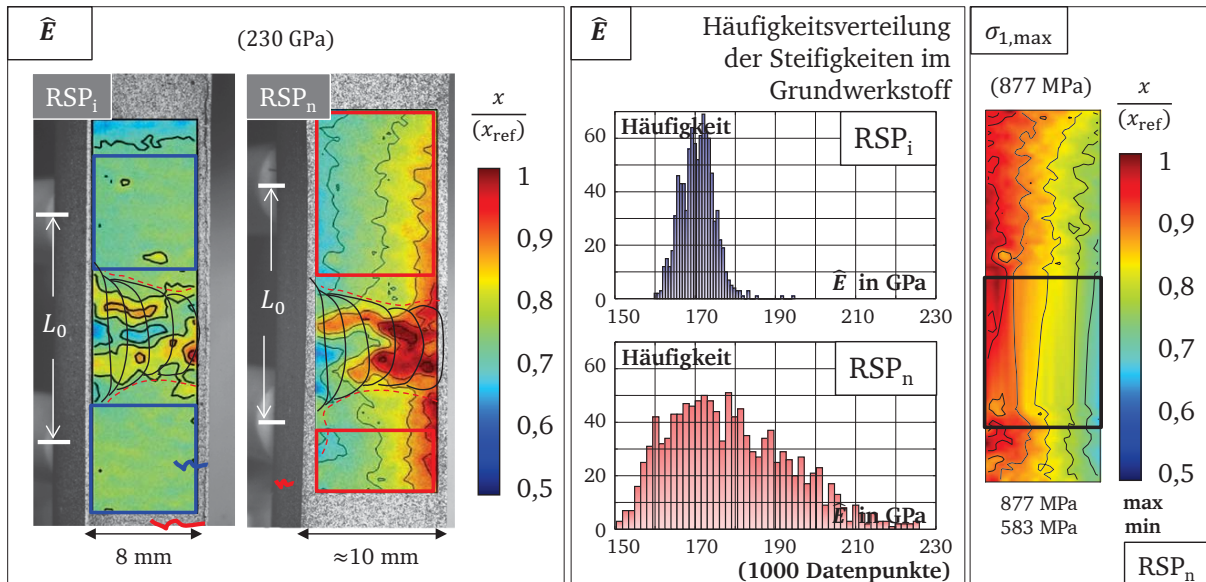 Ê
(230 GPa)
RSPi
RSPn
L0
L0
x
(xref)
1
0,9
0,8
0,7
0,6
0,5
8 mm
≈10 mm
Ê
Häufigkeitsverteilung
der Steifigkeiten im
Grundwerkstoff
Häufigkeit
RSPi
60
40
20
0
Ê in GPa
150 170 190 210 230
Häufigkeit
RSPn
60
40
20
0
Ê in GPa
150 170 190 210 230
(1000 Datenpunkte)
σ1,max
(877 MPa)
x
(xref)
1
0,9
0,8
0,7
0,6
0,5
877 MPa max
583 MPa min
RSPn